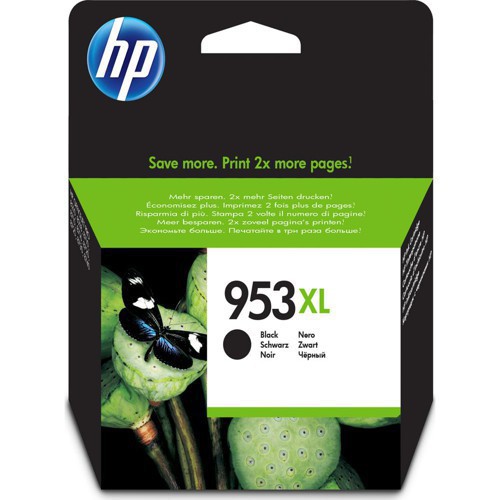 hp
Save more. Print 2x more pages.¹
Mehr sparen. 2x mehr Seiten drucken!
Économisez plus. Imprimez 2 fois plus de pages!
Risparmia di più. Stampa 2 volte il numero di pagine!
Meer besparen. 2x zoveel pagina's printen!
Экономьте больше. Печатайте в три раза больше!
953XL
Black Nero
Schwarz Zwart
Noir Чёрный